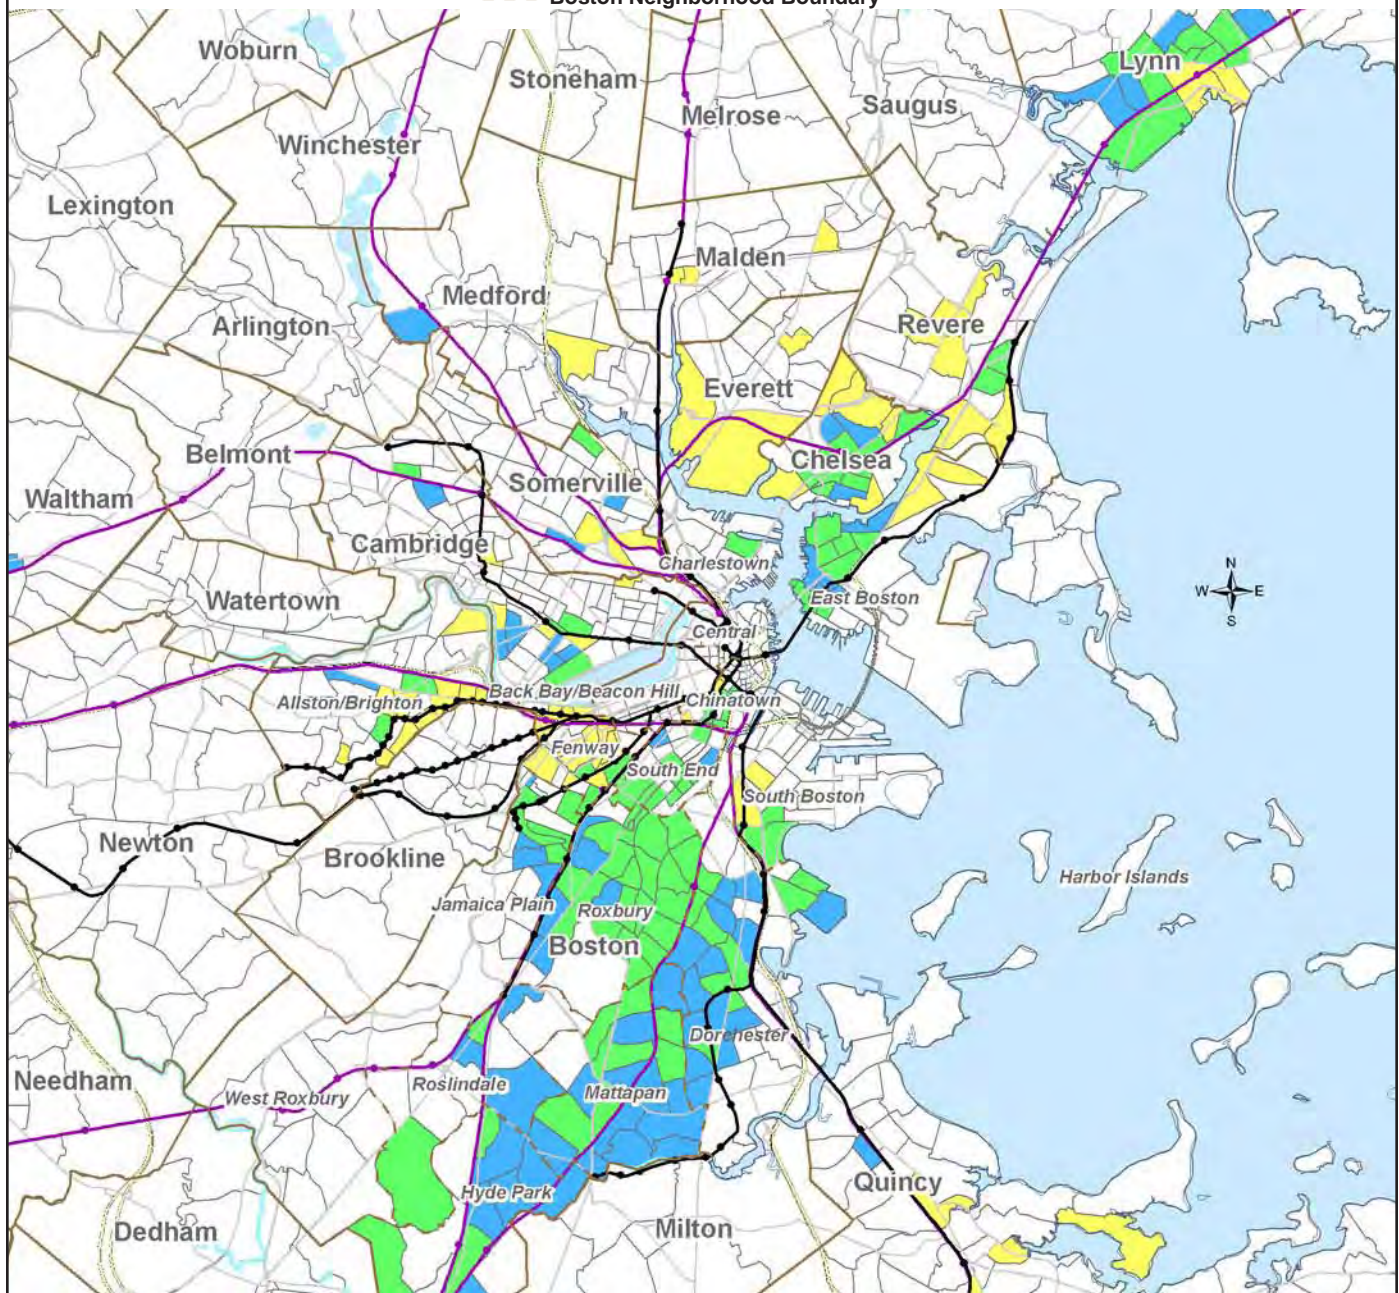 Boston Neighborhood Boundary
Woburn
Stoneham
Lynn
Melrose
Saugus
Winchester
Lexington
Malden
Medford
Arlington
Revere
Everett
Belmont
Chelsea
Waltham
Somerville
Cambridge
Charlestown
N
W E
S
Watertown
East Boston
Central
Back Bay/Beacon Hill
Allston/Brighton
Chinatown
Fenway
South End
South Boston
Newton
Brookline
Harbor Islands
Jamaica Plain
Roxbury
Boston
Dorchester
Needham
Roslindale
West Roxbury
Mattapan
Quincy
Hyde Park
Dedham
Milton